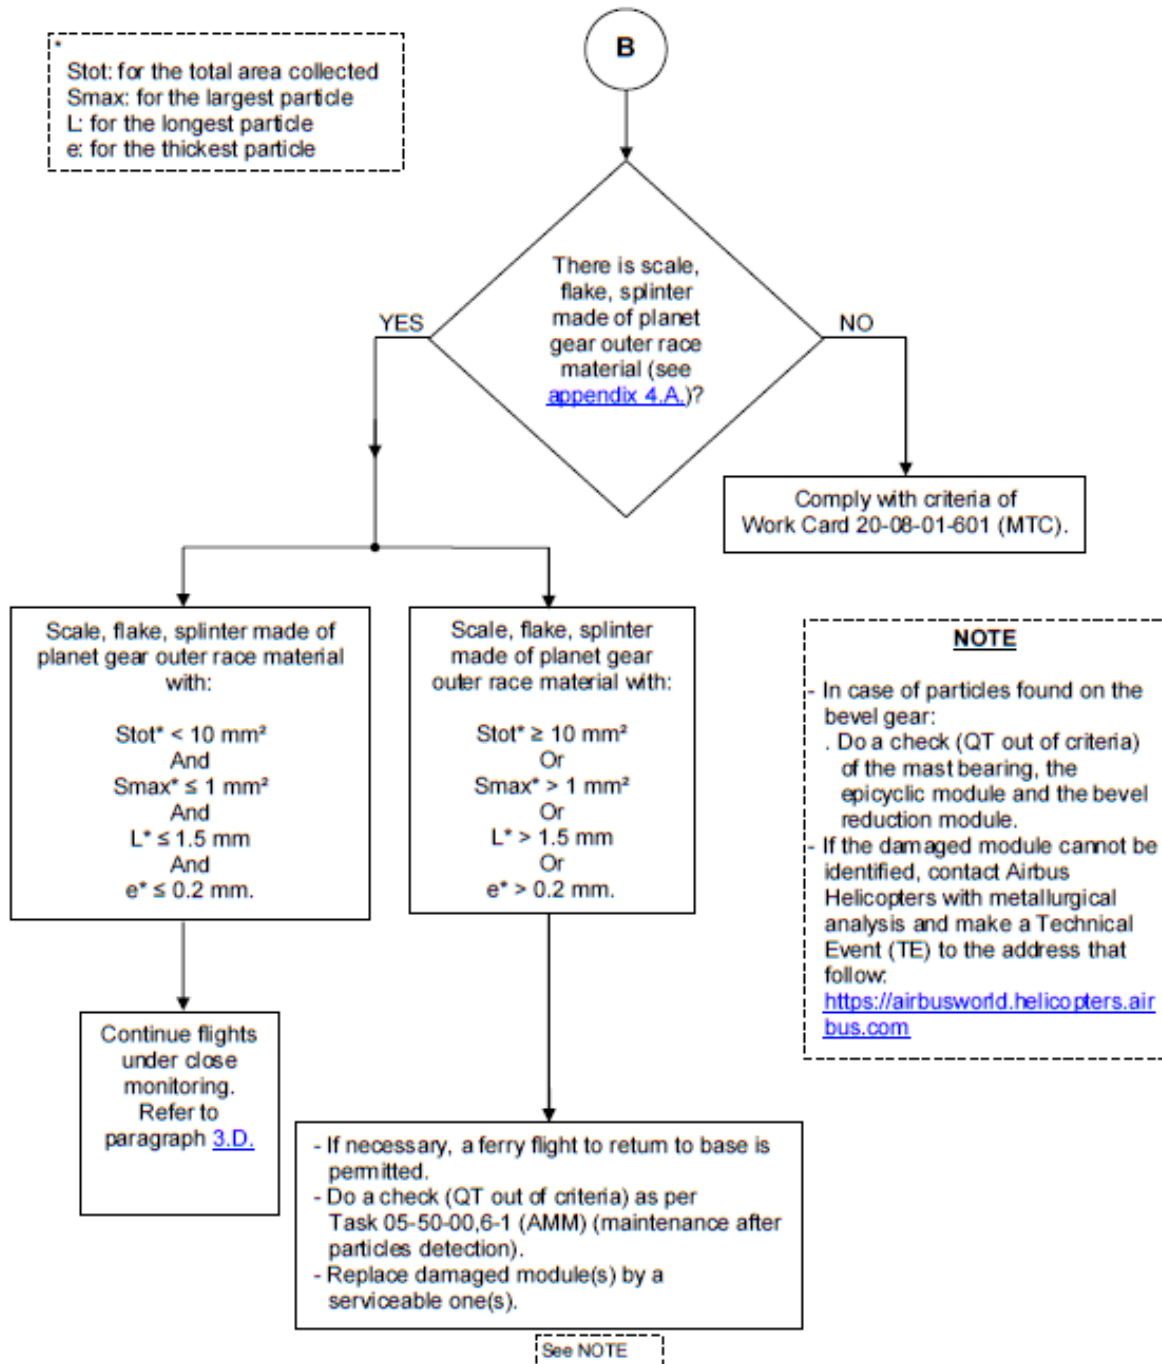 *
Stot: for the total area collected
Smax: for the largest particle
L: for the longest particle
e: for the thickest particle
B
There is scale,
flake, splinter
made of planet
gear outer race
material (see
appendix 4.A.)?
YES
NO
Comply with criteria of
Work Card 20-08-01-601 (MTC).
Scale, flake, splinter made of
planet gear outer race material
with:
Stot* < 10 mm²
And
Smax* ≤ 1 mm²
And
L* ≤ 1.5 mm
And
e* ≤ 0.2 mm.
Scale, flake, splinter
made of planet gear
outer race material with:
Stot* ≥ 10 mm²
Or
Smax* > 1 mm²
Or
L* > 1.5 mm
Or
e* > 0.2 mm.
NOTE
- In case of particles found on the
bevel gear:
. Do a check (QT out of criteria)
of the mast bearing, the
epicyclic module and the bevel
reduction module.
- If the damaged module cannot be
identified, contact Airbus
Helicopters with metallurgical
analysis and make a Technical
Event (TE) to the address that
follow:
https://airbusworld.helicopters.air
bus.com
Continue flights
under close
monitoring.
Refer to
paragraph 3.D.
- If necessary, a ferry flight to return to base is
permitted.
- Do a check (QT out of criteria) as per
Task 05-50-00,6-1 (AMM) (maintenance after
particles detection).
- Replace damaged module(s) by a
serviceable one(s).
See NOTE